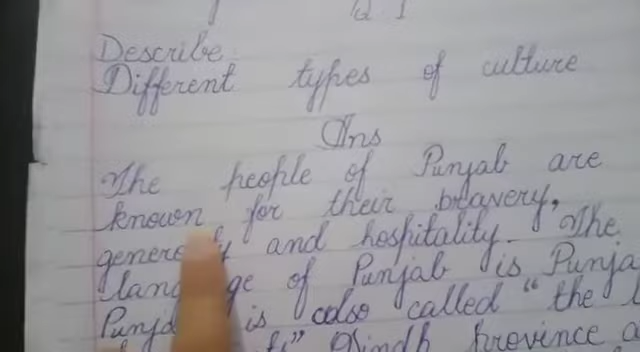 Q.1
Describe
Different types of culture
Ans
The people of Punjab are
known for their bravery,
and hospitality. The
of Punjab is
is also called "the
Sindh province